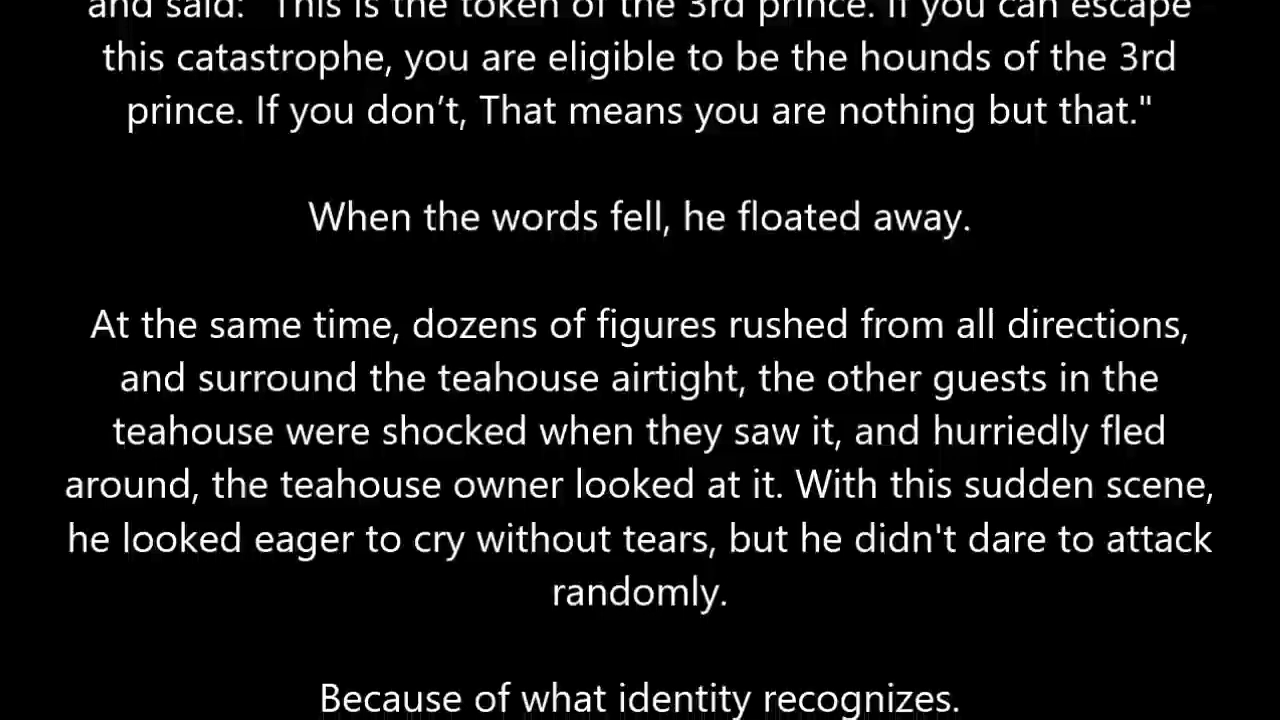 and said: "This is the token of the 3rd prince. If you can escape
this catastrophe, you are eligible to be the hounds of the 3rd
prince. If you don’t, That means you are nothing but that."
When the words fell, he floated away.
At the same time, dozens of figures rushed from all directions,
and surround the teahouse airtight, the other guests in the
teahouse were shocked when they saw it, and hurriedly fled
around, the teahouse owner looked at it. With this sudden scene,
he looked eager to cry without tears, but he didn't dare to attack
randomly.
Because of what identity recognizes.